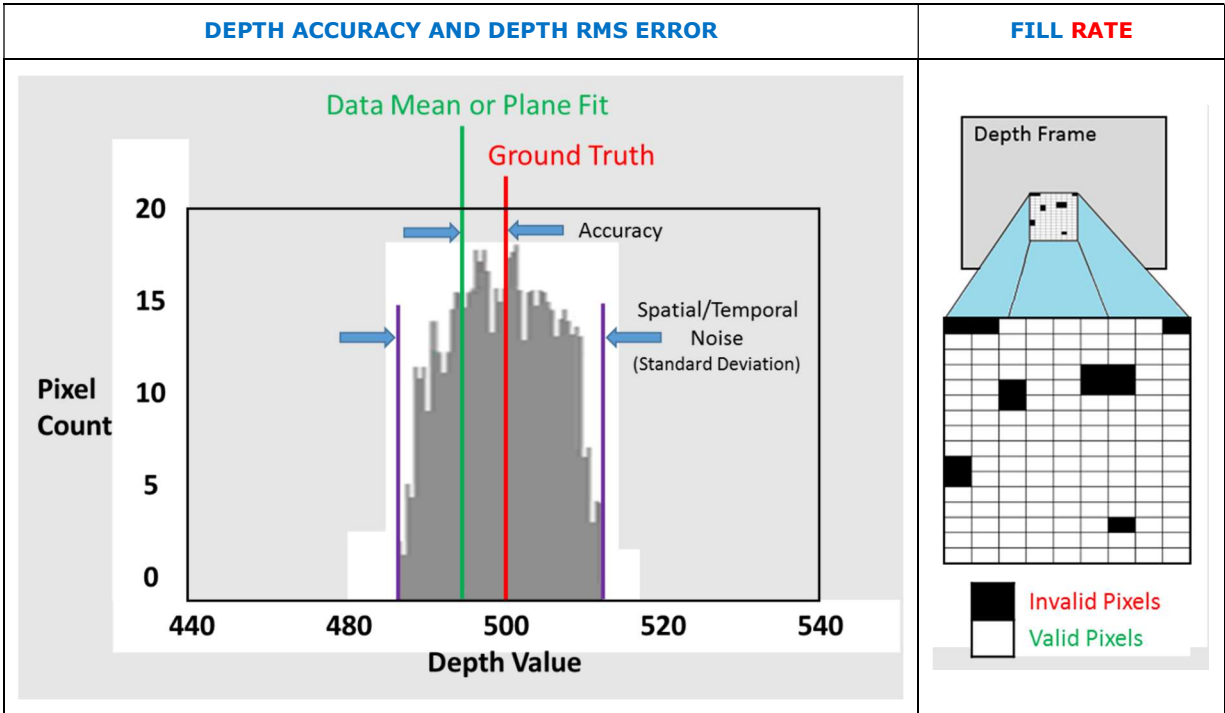 DEPTH ACCURACY AND DEPTH RMS ERROR
FILL RATE
Data Mean or Plane Fit
Ground Truth
Accuracy
Spatial/Temporal
Noise
(Standard Deviation)
20
15
10
5
0
Pixel
Count
440 480 500 520 540
Depth Value
Depth Frame
Invalid Pixels
Valid Pixels